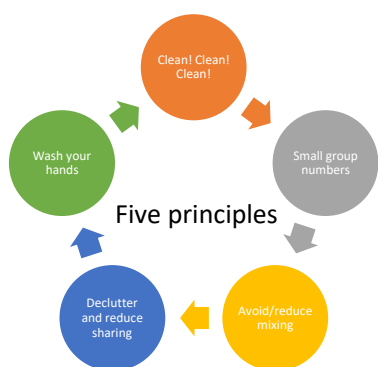 Clean! Clean!
Clean!
Small group
numbers
Avoid/reduce
mixing
Declutter
and reduce
sharing
Wash your
hands
Five principles